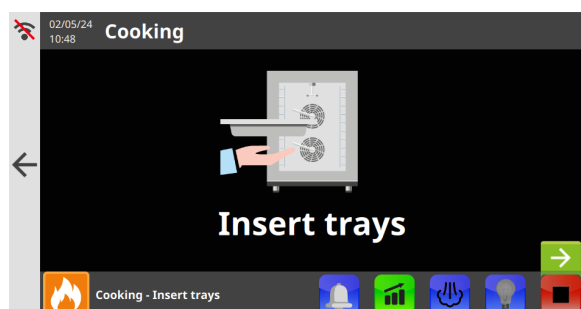 02/05/24
10:48
Cooking
Insert trays
Cooking - Insert trays